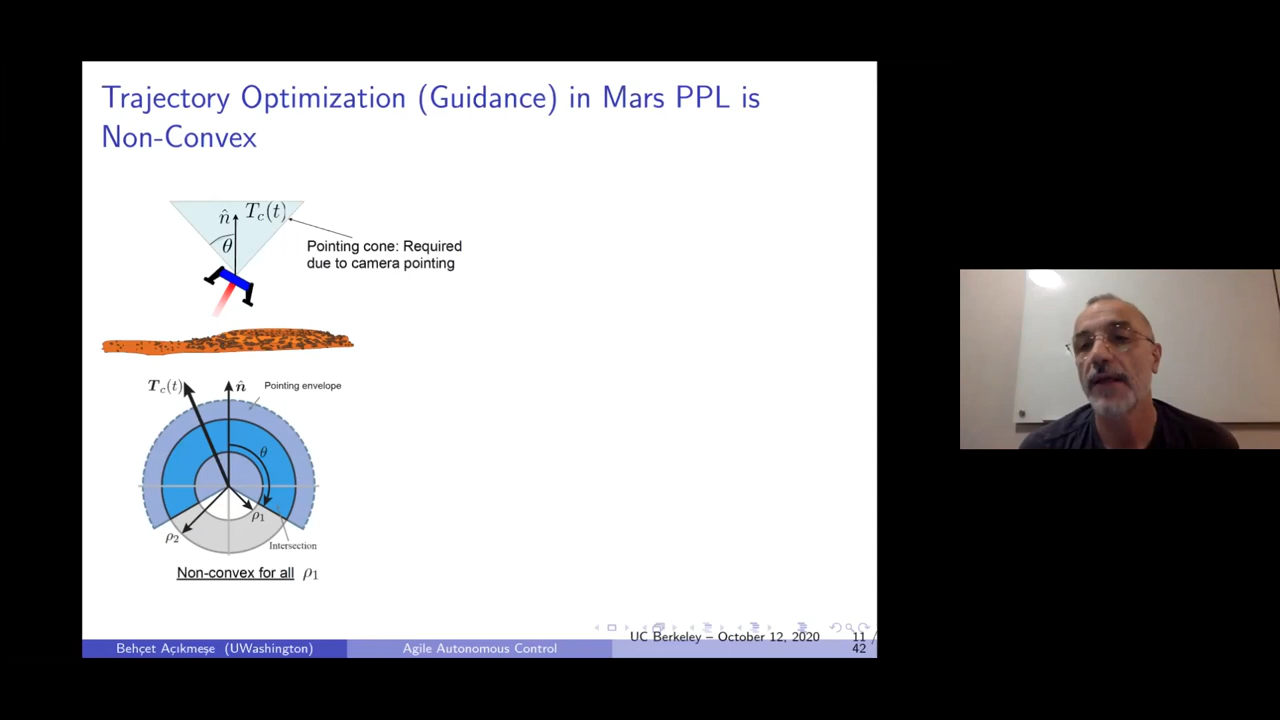 Trajectory Optimization (Guidance) in Mars PPL is
Non-Convex
n̂ T_c(t)
θ
Pointing cone: Required
due to camera pointing
T_c(t) n̂ Pointing envelope
θ
ρ₁
ρ₂
Intersection
Non-convex for all ρ₁
UC Berkeley – October 12, 2020 11 /
Behçet Açıkmeşe (UWashington) Agile Autonomous Control 42